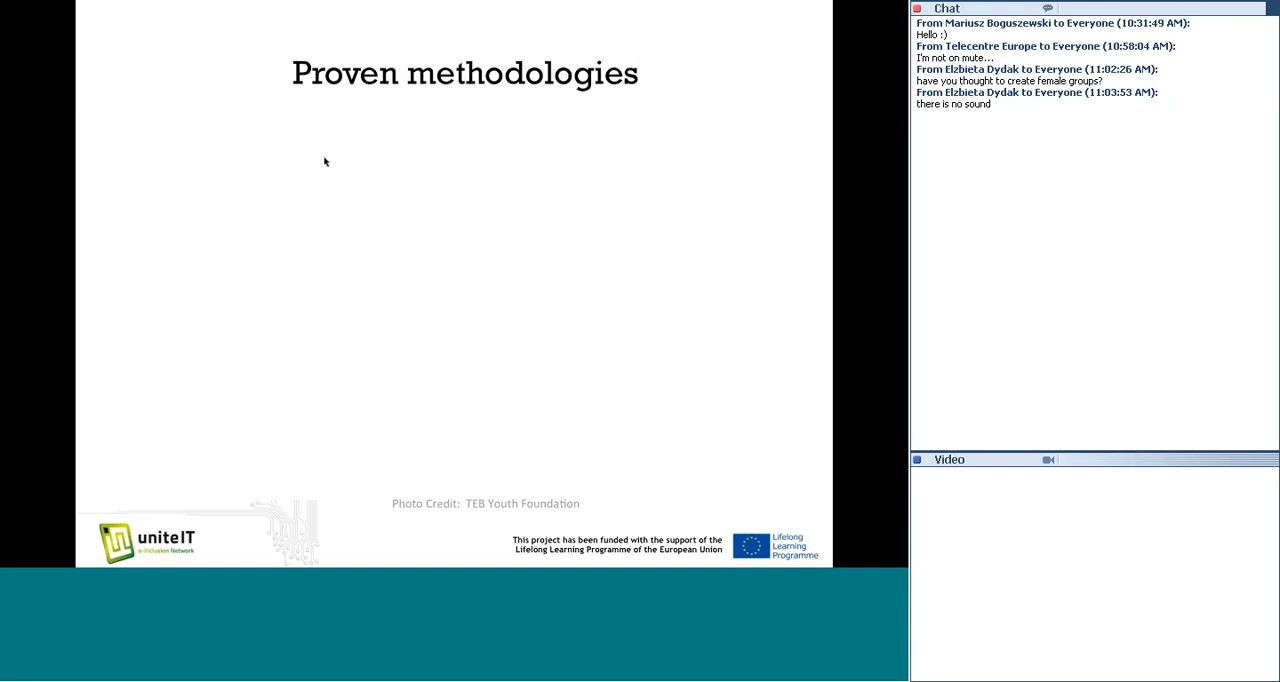 Proven methodologies
Photo Credit:  TEB Youth Foundation
uniteIT
e-Inclusion Network
This project has been funded with the support of the
Lifelong Learning Programme of the European Union
Lifelong
Learning
Programme
Chat
From Mariusz Boguszewski to Everyone (10:31:49 AM):
Hello :)
From Telecentre Europe to Everyone (10:58:04 AM):
I'm not on mute...
From Elzbieta Dydak to Everyone (11:02:26 AM):
have you thought to create female groups?
From Elzbieta Dydak to Everyone (11:03:53 AM):
there is no sound
Video